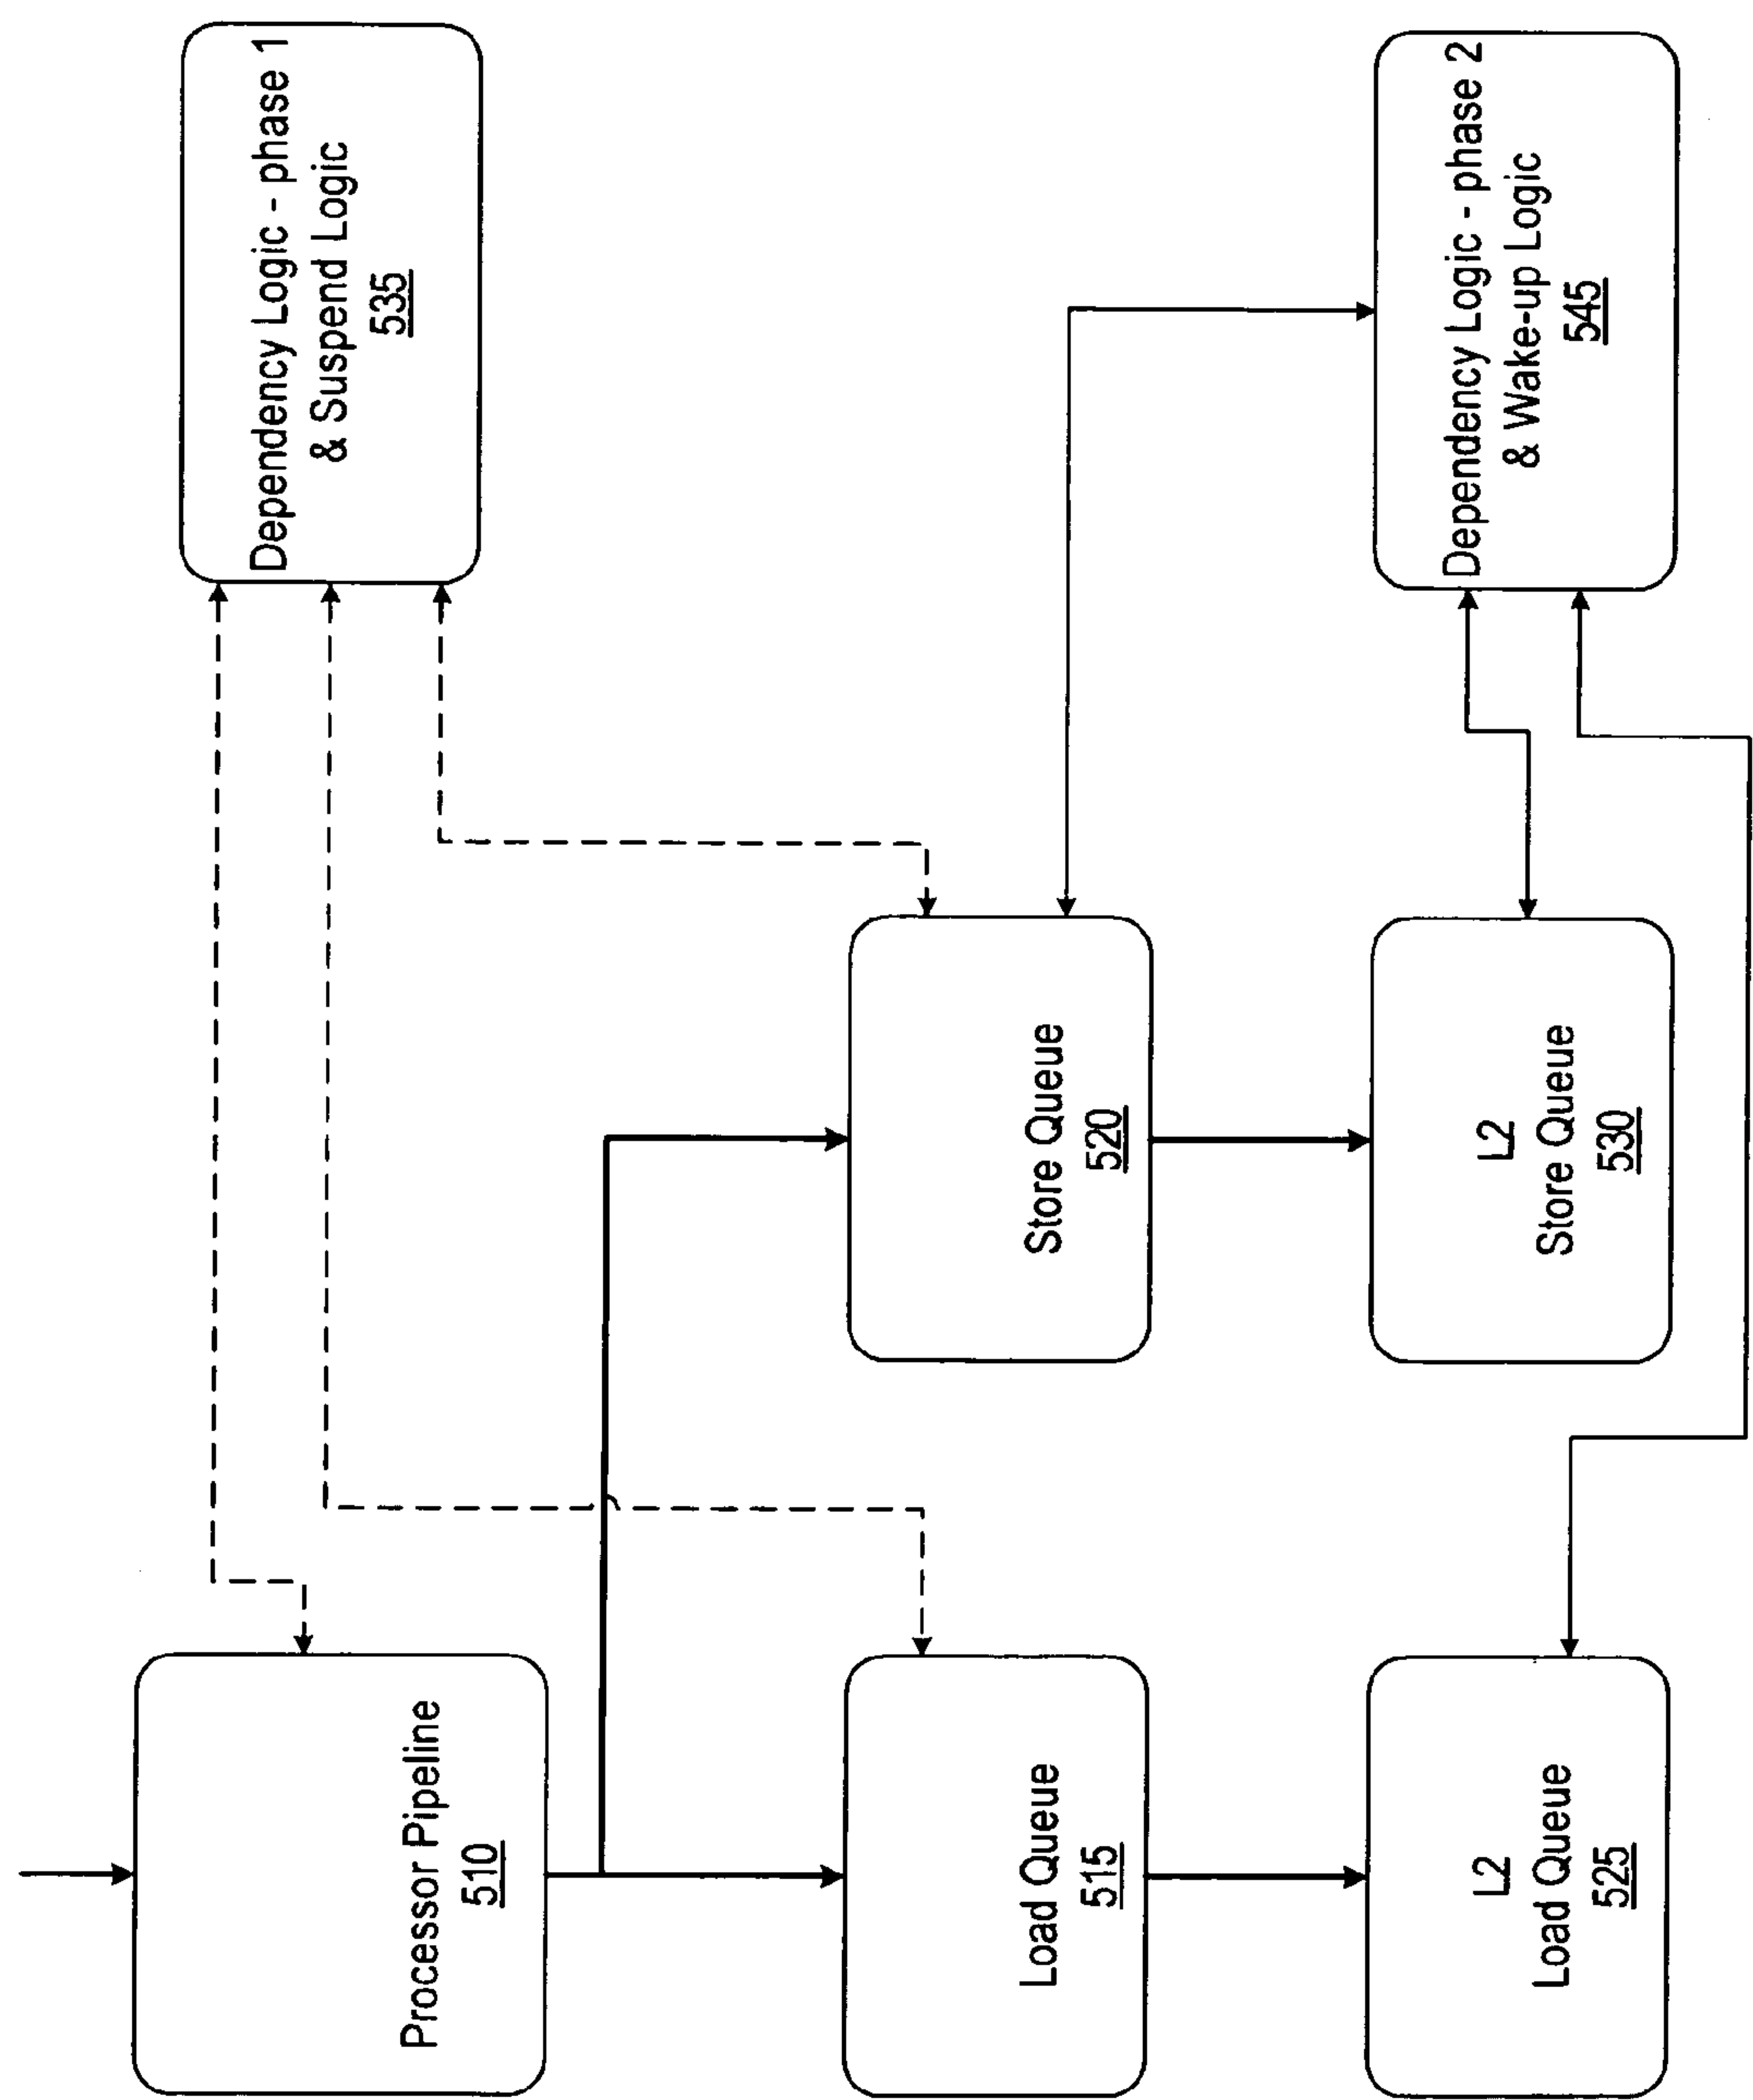 Processor Pipeline
510
Dependency Logic - phase 1
& Suspend Logic
535
Load Queue
515
Store Queue
520
L2
Load Queue
525
L2
Store Queue
530
Dependency Logic - phase 2
& Wake-up Logic
545